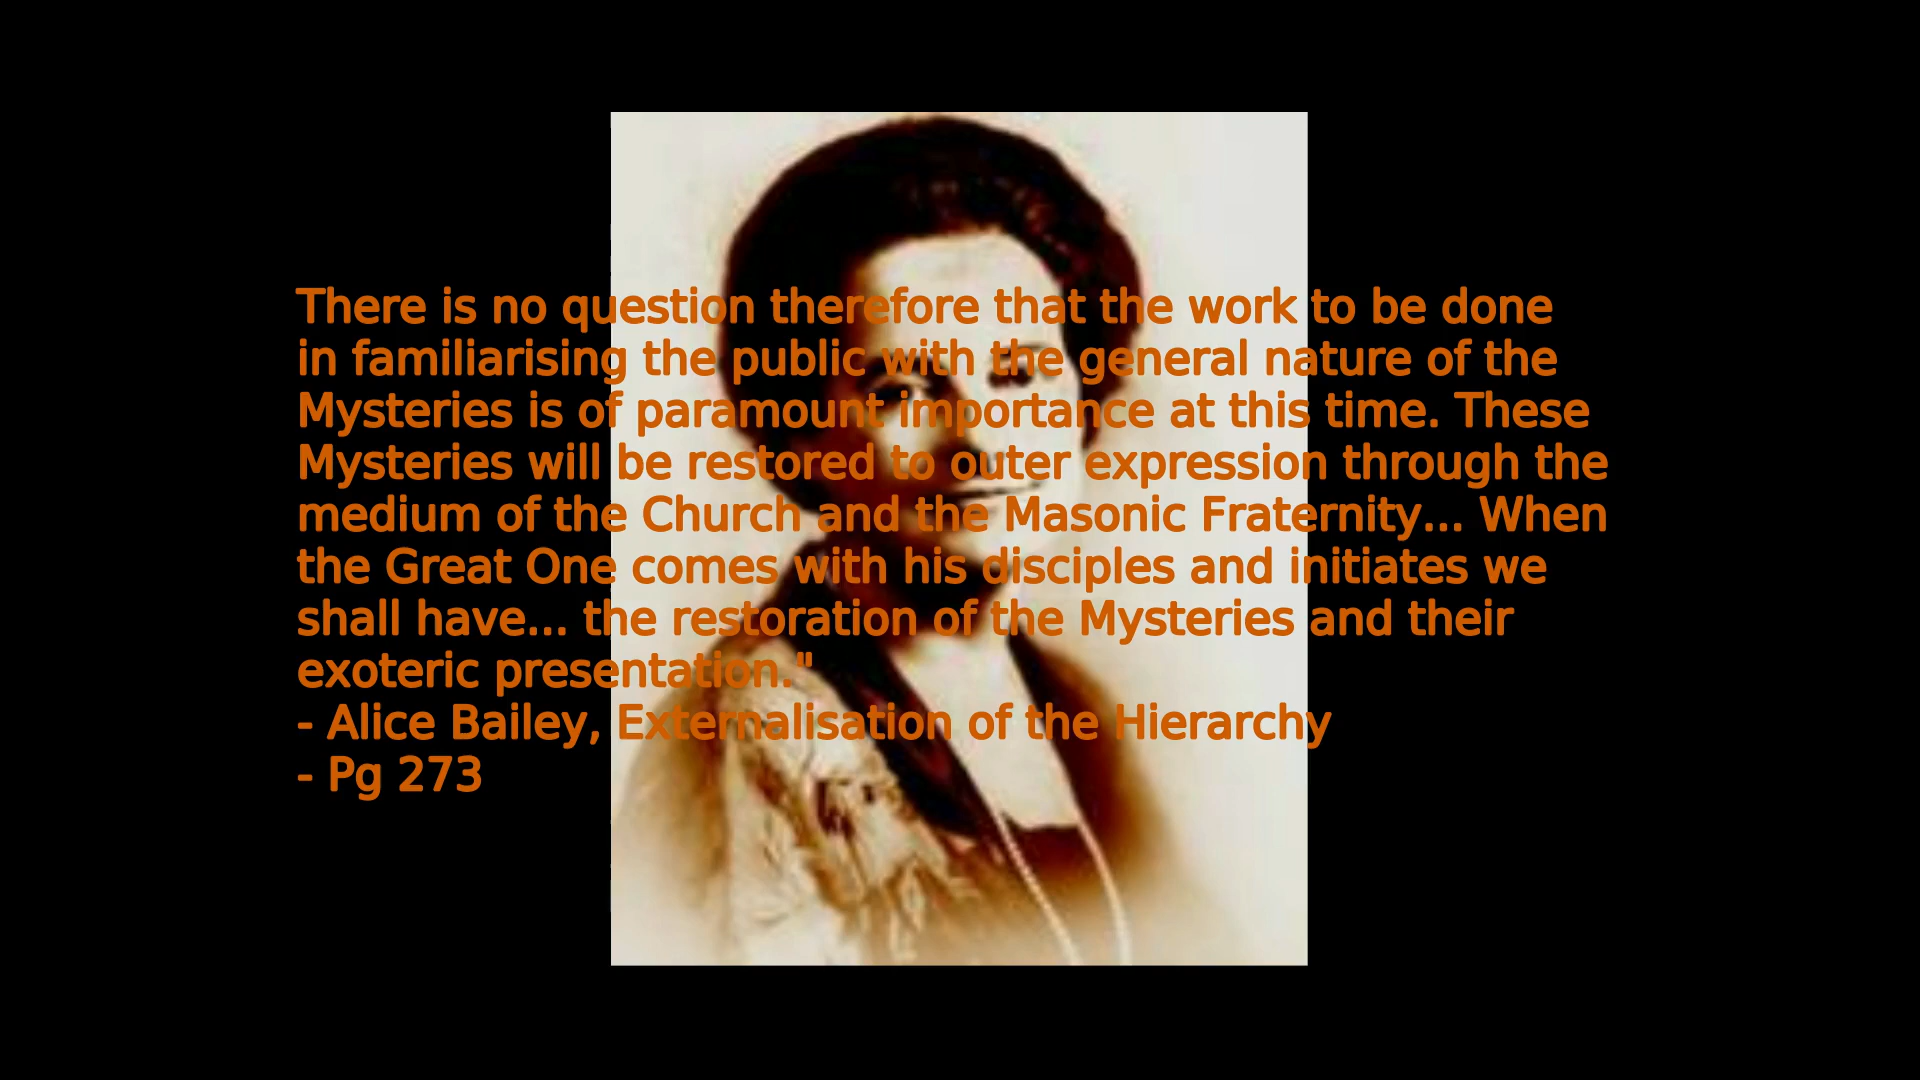 There is no question therefore that the work to be done
in familiarising the public with the general nature of the
Mysteries is of paramount importance at this time. These
Mysteries will be restored to outer expression through the
medium of the Church and the Masonic Fraternity... When
the Great One comes with his disciples and initiates we
shall have... the restoration of the Mysteries and their
exoteric presentation."
- Alice Bailey, Externalisation of the Hierarchy
- Pg 273